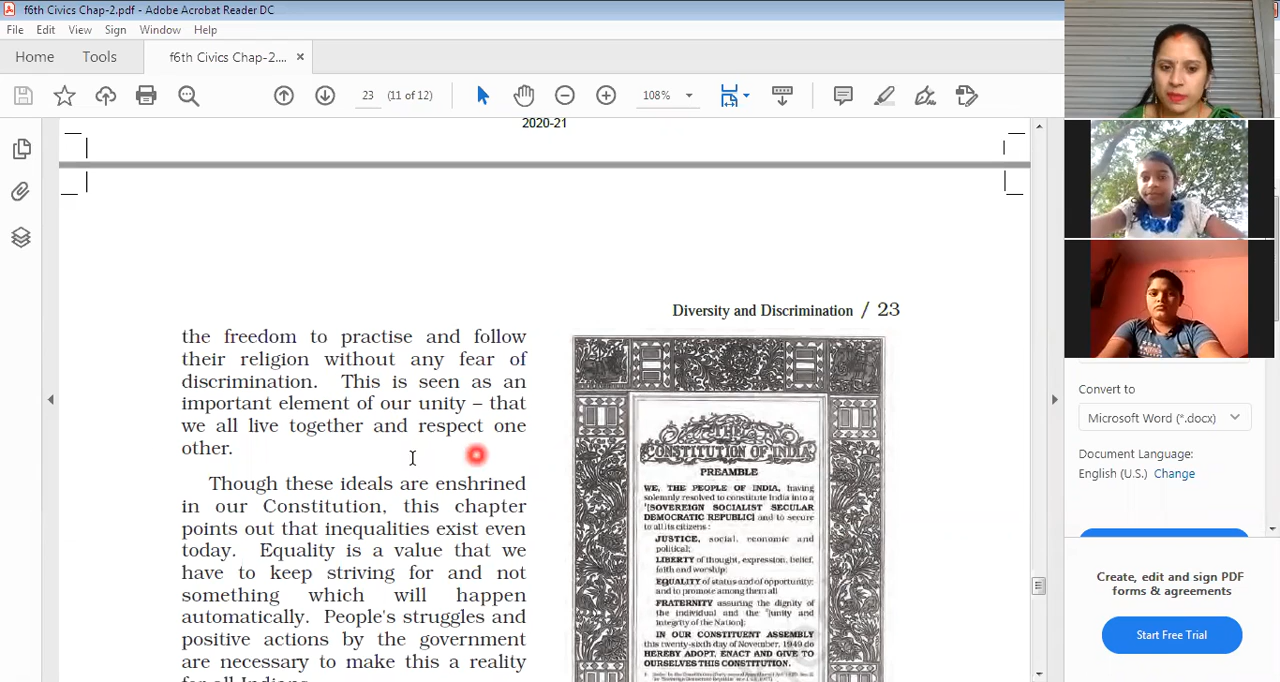 f6th Civics Chap-2.pdf - Adobe Acrobat Reader DC
File Edit View Sign Window Help
Home Tools f6th Civics Chap-2.... ×
23 (11 of 12) 108%
2020-21
Diversity and Discrimination / 23
the freedom to practise and follow
their religion without any fear of
discrimination. This is seen as an
important element of our unity – that
we all live together and respect one
other.
Though these ideals are enshrined
in our Constitution, this chapter
points out that inequalities exist even
today. Equality is a value that we
have to keep striving for and not
something which will happen
automatically. People's struggles and
positive actions by the government
are necessary to make this a reality
for all Indians.
THE
CONSTITUTION OF INDIA
PREAMBLE
WE, THE PEOPLE OF INDIA, having
solemnly resolved to constitute India into a
[SOVEREIGN SOCIALIST SECULAR
DEMOCRATIC REPUBLIC] and to secure
to all its citizens :
JUSTICE, social, economic and
political;
LIBERTY of thought, expression, belief,
faith and worship;
EQUALITY of status and of opportunity;
and to promote among them all
FRATERNITY assuring the dignity of
the individual and the [unity and
integrity of the Nation];
IN OUR CONSTITUENT ASSEMBLY
this twenty-sixth day of November, 1949 do
HEREBY ADOPT, ENACT AND GIVE TO
OURSELVES THIS CONSTITUTION.
Convert to
Microsoft Word (*.docx)
Document Language:
English (U.S.) Change
Create, edit and sign PDF
forms & agreements
Start Free Trial